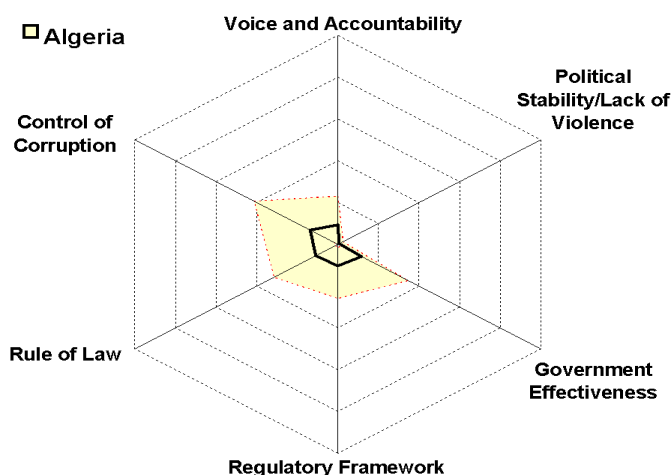 Voice and Accountability
Algeria
Political
Stability/Lack of
Violence
Control of
Corruption
Rule of Law
Government
Effectiveness
Regulatory Framework